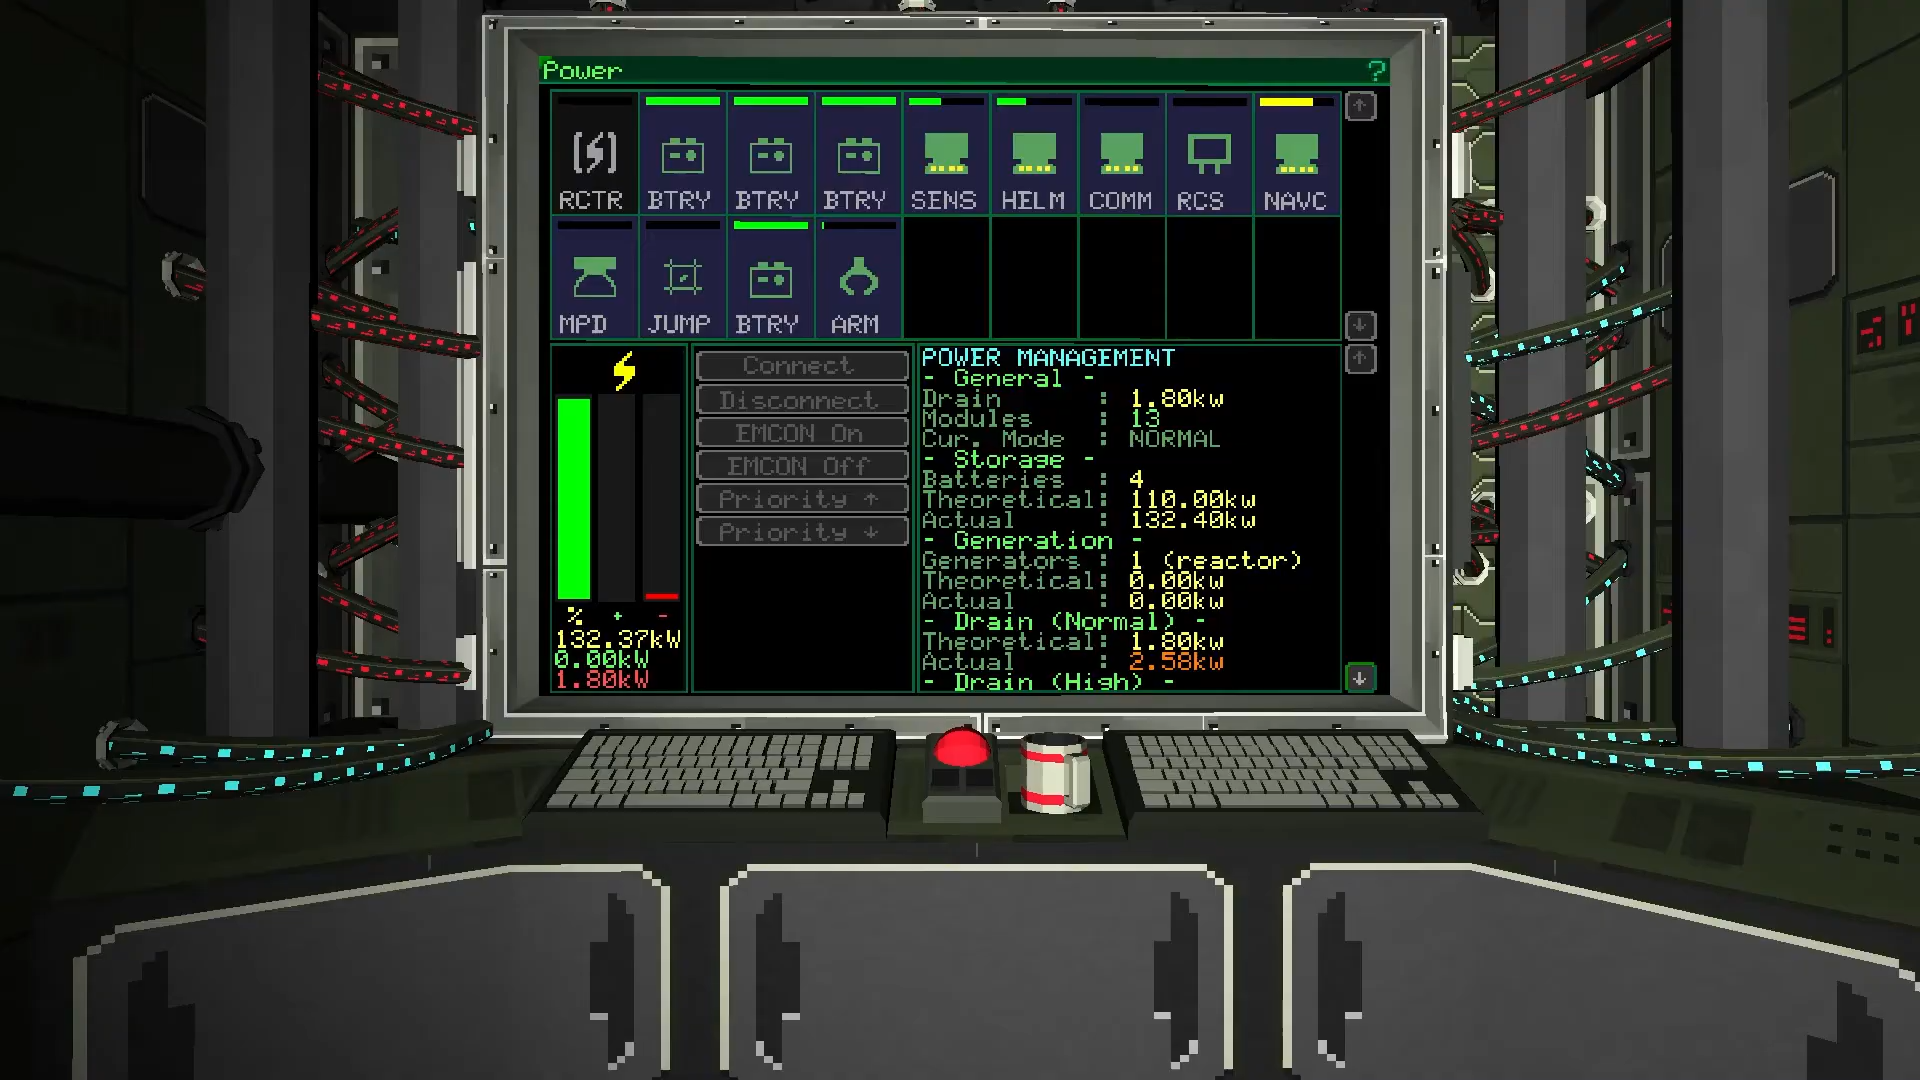 Power ?
RCTR BTRY BTRY BTRY SENS HELM COMM RCS NAVC
MPD JUMP BTRY ARM
% + -
132.37kW
0.00kW
1.80kW
Connect
Disconnect
EMCON On
EMCON Off
Priority ↑
Priority ↓
POWER MANAGEMENT
- General -
Drain : 1.80kw
Modules : 13
Cur. Mode : NORMAL
- Storage -
Batteries : 4
Theoretical: 110.00kw
Actual : 132.40kw
- Generation -
Generators : 1 (reactor)
Theoretical: 0.00kw
Actual : 0.00kw
- Drain (Normal) -
Theoretical: 1.80kw
Actual : 2.58kw
- Drain (High) -